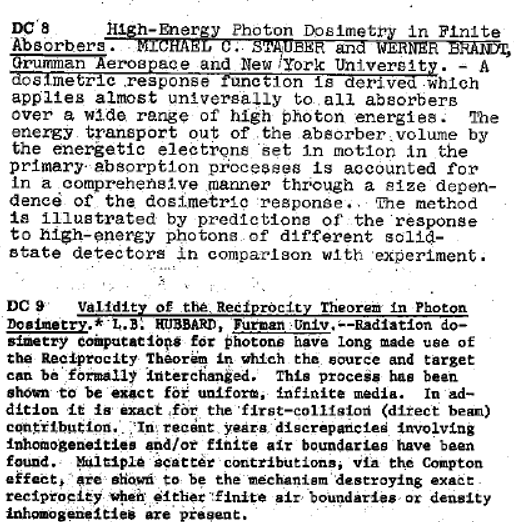 DC 8 High-Energy Photon Dosimetry in Finite
Absorbers. MICHAEL C. STAUBER and WERNER BRANDT,
Grumman Aerospace and New York University. - A
dosimetric response function is derived which
applies almost universally to all absorbers
over a wide range of high photon energies. The
energy transport out of the absorber volume by
the energetic electrons set in motion in the
primary absorption processes is accounted for
in a comprehensive manner through a size depen-
dence of the dosimetric response. The method
is illustrated by predictions of the response
to high-energy photons of different solid-
state detectors in comparison with experiment.
DC 9 Validity of the Reciprocity Theorem in Photon
Dosimetry.* L.B. HUBBARD, Furman Univ.--Radiation do-
simetry computations for photons have long made use of
the Reciprocity Theorem in which the source and target
can be formally interchanged. This process has been
shown to be exact for uniform, infinite media. In ad-
dition it is exact for the first-collision (direct beam)
contribution. In recent years discrepancies involving
inhomogeneities and/or finite air boundaries have been
found. Multiple scatter contributions, via the Compton
effect, are shown to be the mechanism destroying exact
reciprocity when either finite air boundaries or density
inhomogeneities are present.